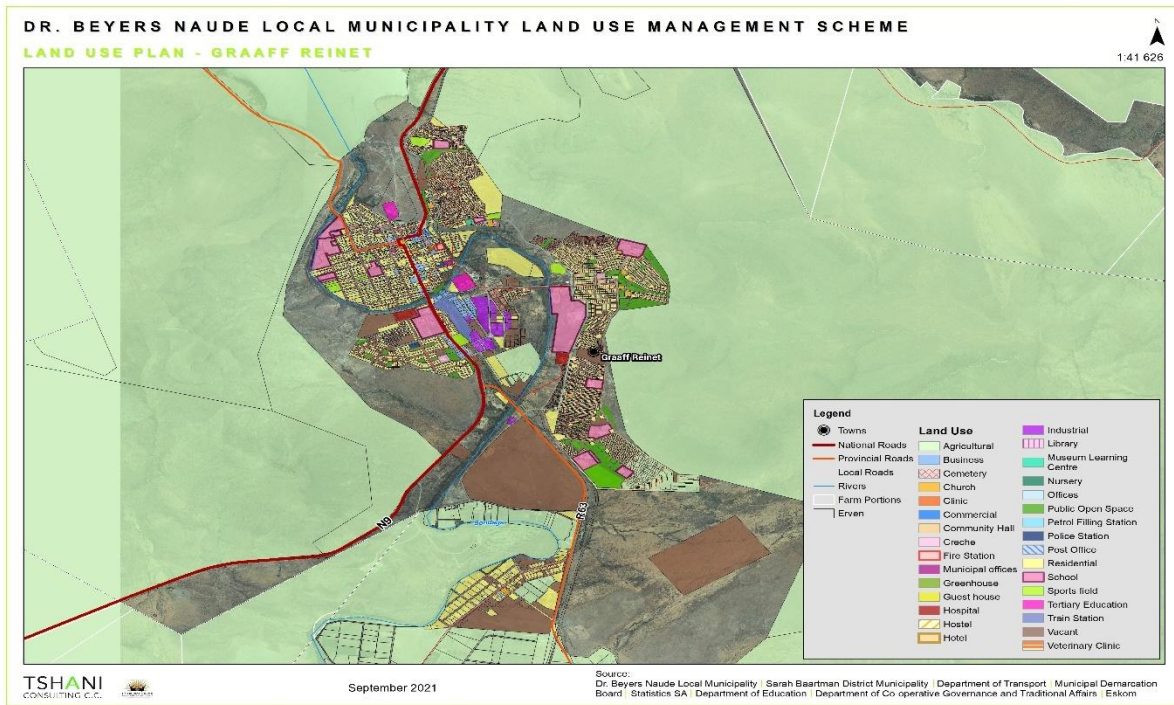 DR. BEYERS NAUDE LOCAL MUNICIPALITY LAND USE MANAGEMENT SCHEME
LAND USE PLAN - GRAAFF REINET
1:41 626
Graaff Reinet
N9
R63
Legend
Towns
National Roads
Provincial Roads
Local Roads
Rivers
Farm Portions
Erven
Land Use
Agricultural
Business
Cemetery
Church
Clinic
Commercial
Community Hall
Creche
Fire Station
Municipal offices
Greenhouse
Guest house
Hospital
Hostel
Hotel
Industrial
Library
Museum Learning
Centre
Nursery
Offices
Public Open Space
Petrol Filling Station
Police Station
Post Office
Residential
School
Sports field
Tertiary Education
Train Station
Vacant
Veterinary Clinic
TSHANI
CONSULTING C.C.
September 2021
Source:
Dr. Beyers Naude Local Municipality | Sarah Baartman District Municipality | Department of Transport | Municipal Demarcation
Board | Statistics SA | Department of Education | Department of Co operative Governance and Traditional Affairs | Eskom